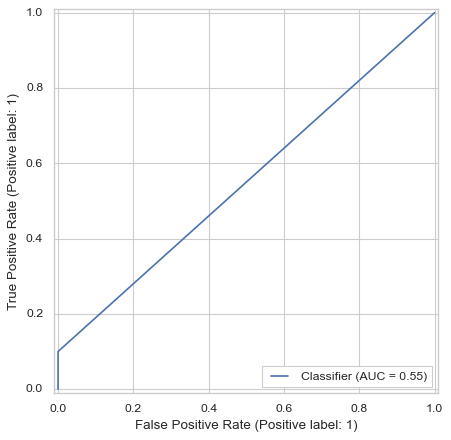 1.0
0.8
0.6
0.4
0.2
0.0
True Positive Rate (Positive label: 1)
Classifier (AUC = 0.55)
0.0 0.2 0.4 0.6 0.8 1.0
False Positive Rate (Positive label: 1)